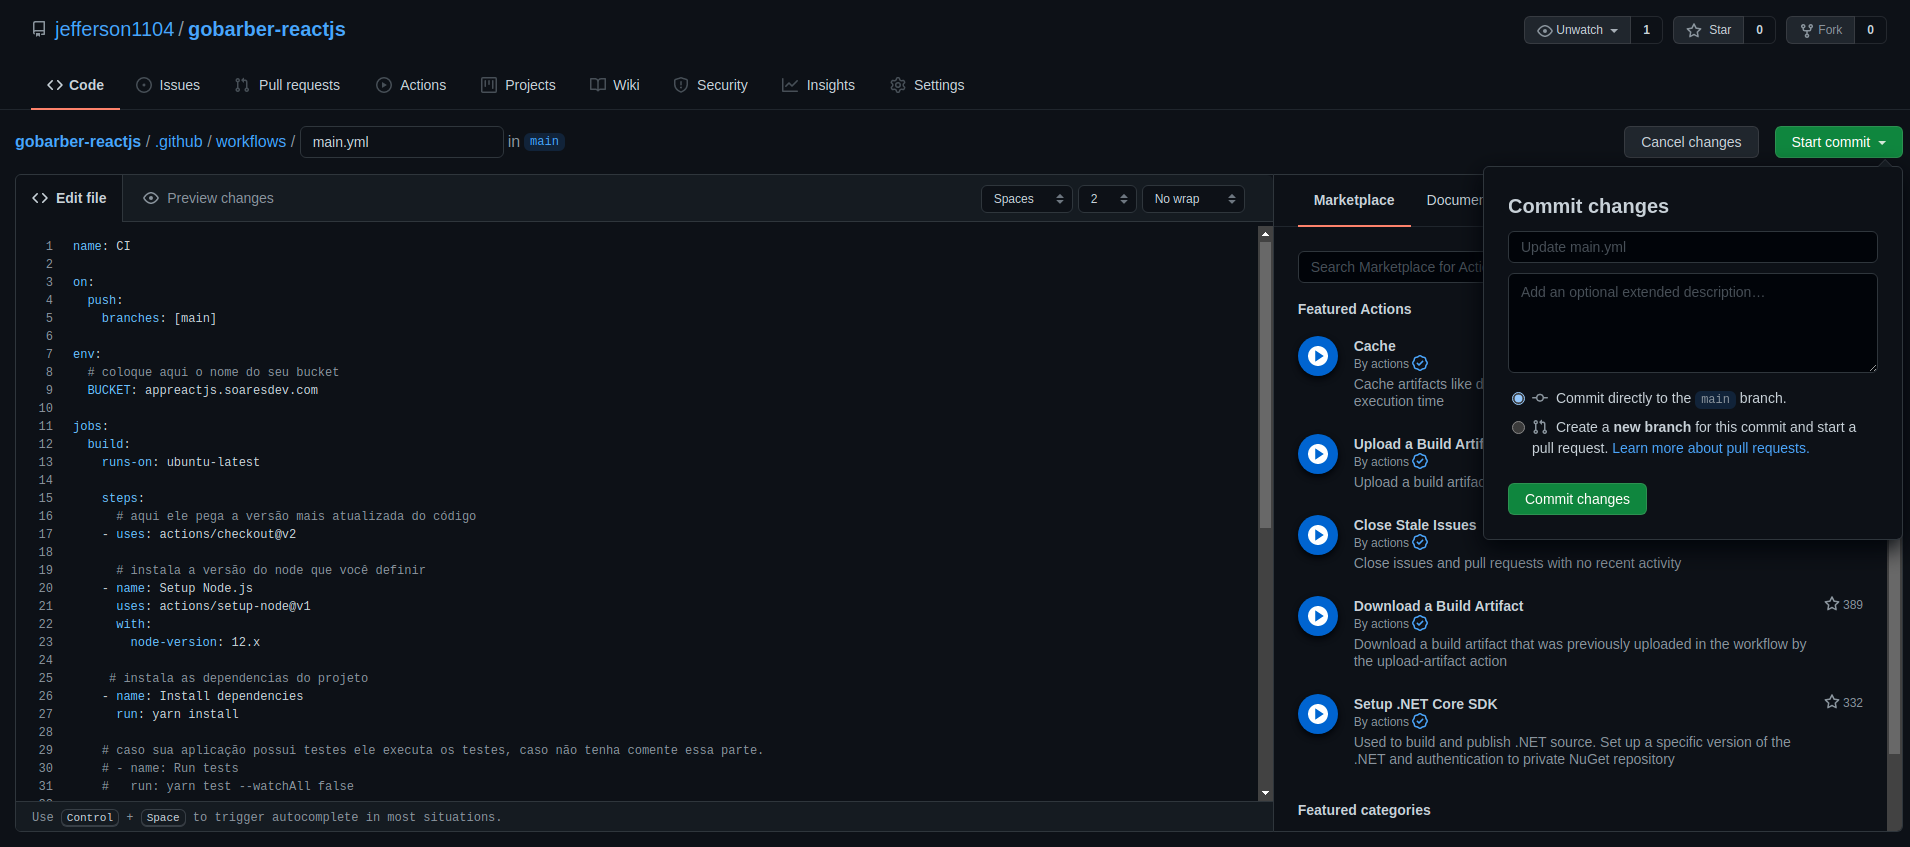 jefferson1104 / gobarber-reactjs
Unwatch 1 Star 0 Fork 0
Code Issues Pull requests Actions Projects Wiki Security Insights Settings
gobarber-reactjs / .github / workflows / main.yml in main
Cancel changes Start commit
Edit file Preview changes
Spaces 2 No wrap
1 name: CI
2
3 on:
4 push:
5 branches: [main]
6
7 env:
8 # coloque aqui o nome do seu bucket
9 BUCKET: appreactjs.soaresdev.com
10
11 jobs:
12 build:
13 runs-on: ubuntu-latest
14
15 steps:
16 # aqui ele pega a versão mais atualizada do código
17 - uses: actions/checkout@v2
18
19 # instala a versão do node que você definir
20 - name: Setup Node.js
21 uses: actions/setup-node@v1
22 with:
23 node-version: 12.x
24
25 # instala as dependencias do projeto
26 - name: Install dependencies
27 run: yarn install
28
29 # caso sua aplicação possui testes ele executa os testes, caso não tenha comente essa parte.
30 # - name: Run tests
31 # run: yarn test --watchAll false
Use Control + Space to trigger autocomplete in most situations.
Marketplace Documen
Search Marketplace for Acti
Featured Actions
Cache
By actions
Cache artifacts like d
execution time
Upload a Build Artif
By actions
Upload a build artifac
Close Stale Issues
By actions
Close issues and pull requests with no recent activity
Download a Build Artifact 389
By actions
Download a build artifact that was previously uploaded in the workflow by
the upload-artifact action
Setup .NET Core SDK 332
By actions
Used to build and publish .NET source. Set up a specific version of the
.NET and authentication to private NuGet repository
Featured categories
Commit changes
Update main.yml
Add an optional extended description…
Commit directly to the main branch.
Create a new branch for this commit and start a
pull request. Learn more about pull requests.
Commit changes